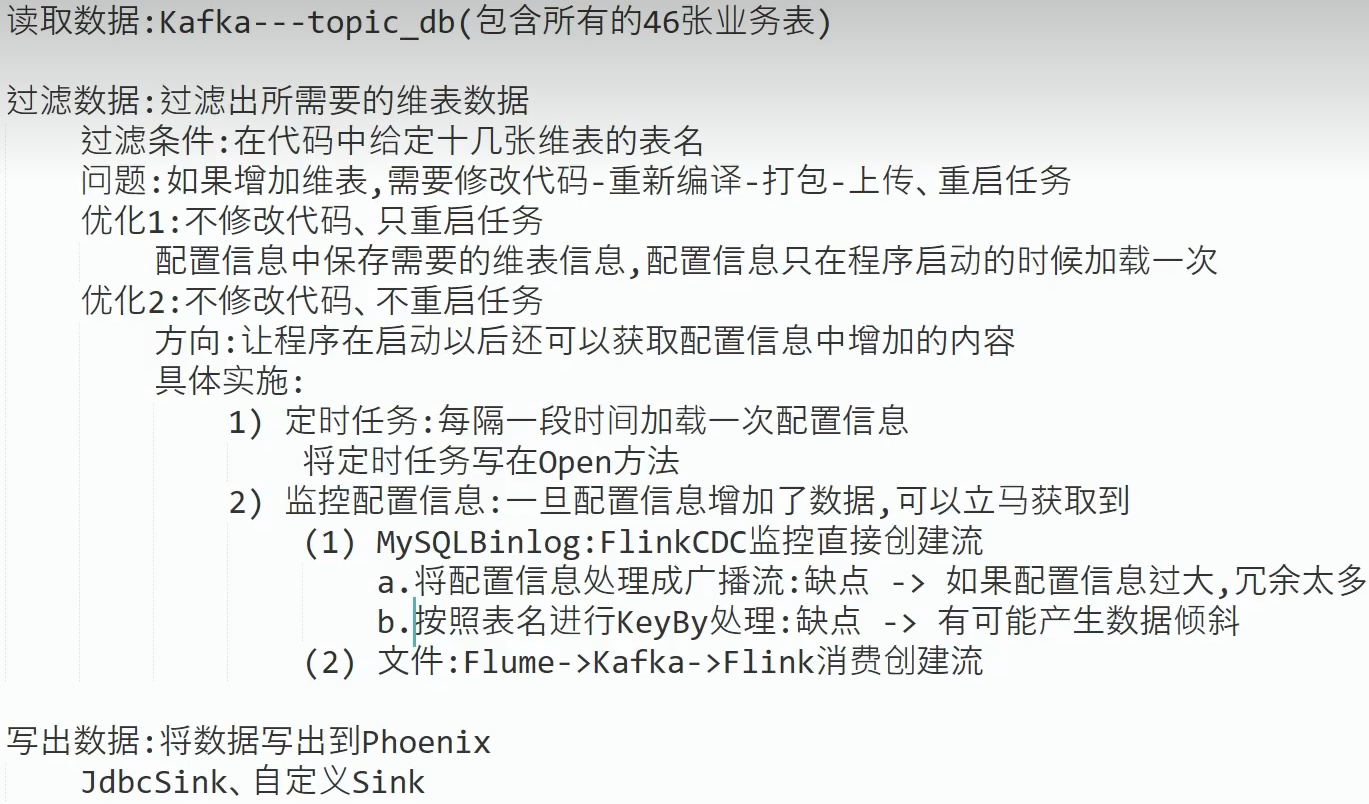 读取数据:Kafka---topic_db(包含所有的46张业务表)
过滤数据:过滤出所需要的维表数据
过滤条件:在代码中给定十几张维表的表名
问题:如果增加维表,需要修改代码-重新编译-打包-上传、重启任务
优化1:不修改代码、只重启任务
配置信息中保存需要的维表信息,配置信息只在程序启动的时候加载一次
优化2:不修改代码、不重启任务
方向:让程序在启动以后还可以获取配置信息中增加的内容
具体实施:
1) 定时任务:每隔一段时间加载一次配置信息
将定时任务写在Open方法
2) 监控配置信息:一旦配置信息增加了数据,可以立马获取到
(1) MySQLBinlog:FlinkCDC监控直接创建流
a.将配置信息处理成广播流:缺点 -> 如果配置信息过大,冗余太多
b.按照表名进行KeyBy处理:缺点 -> 有可能产生数据倾斜
(2) 文件:Flume->Kafka->Flink消费创建流
写出数据:将数据写出到Phoenix
JdbcSink、自定义Sink